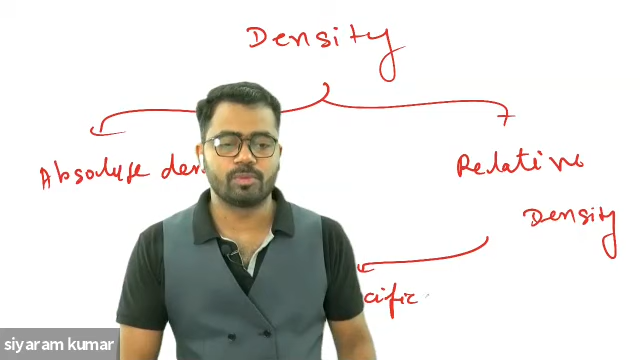 Density
Absolute den
Relative
Density
cific
siyaram kumar